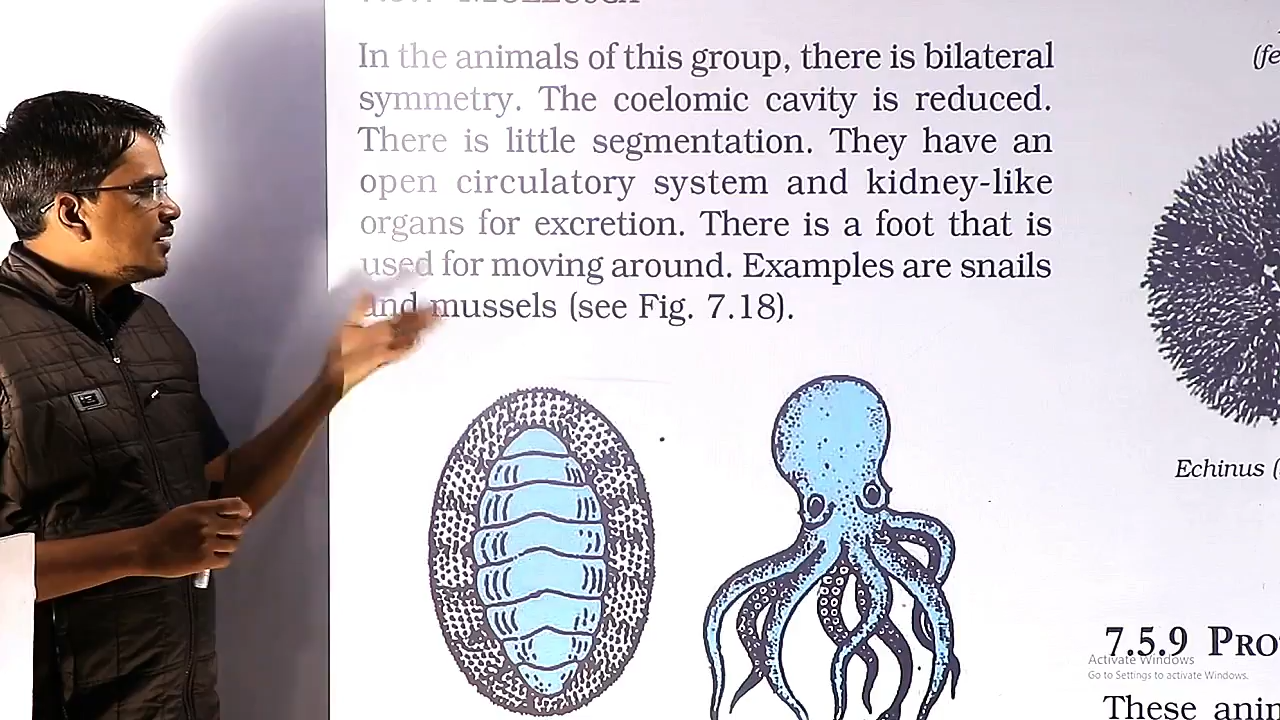 MOLLUSCA
In the animals of this group, there is bilateral
symmetry. The coelomic cavity is reduced.
There is little segmentation. They have an
open circulatory system and kidney-like
organs for excretion. There is a foot that is
used for moving around. Examples are snails
and mussels (see Fig. 7.18).
(fe
Echinus (
7.5.9 PRO
Activate Windows
Go to Settings to activate Windows.
These anin